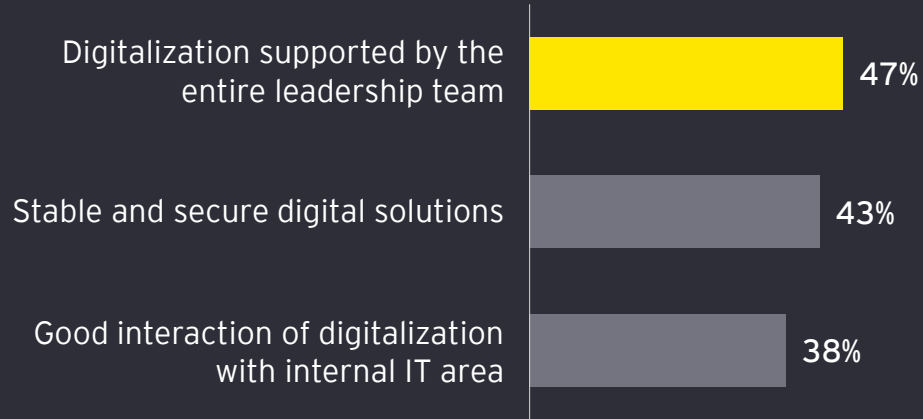 Digitalization supported by the
entire leadership team
47%
Stable and secure digital solutions
43%
Good interaction of digitalization
with internal IT area
38%